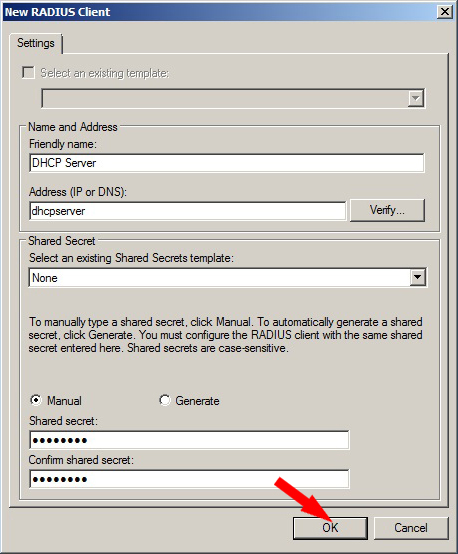 New RADIUS Client
Settings
Select an existing template:
Name and Address
Friendly name:
DHCP Server
Address (IP or DNS):
dhcpserver
Verify...
Shared Secret
Select an existing Shared Secrets template:
None
To manually type a shared secret, click Manual. To automatically generate a shared
secret, click Generate. You must configure the RADIUS client with the same shared
secret entered here. Shared secrets are case-sensitive.
Manual Generate
Shared secret:
••••••••
Confirm shared secret:
••••••••
OK Cancel